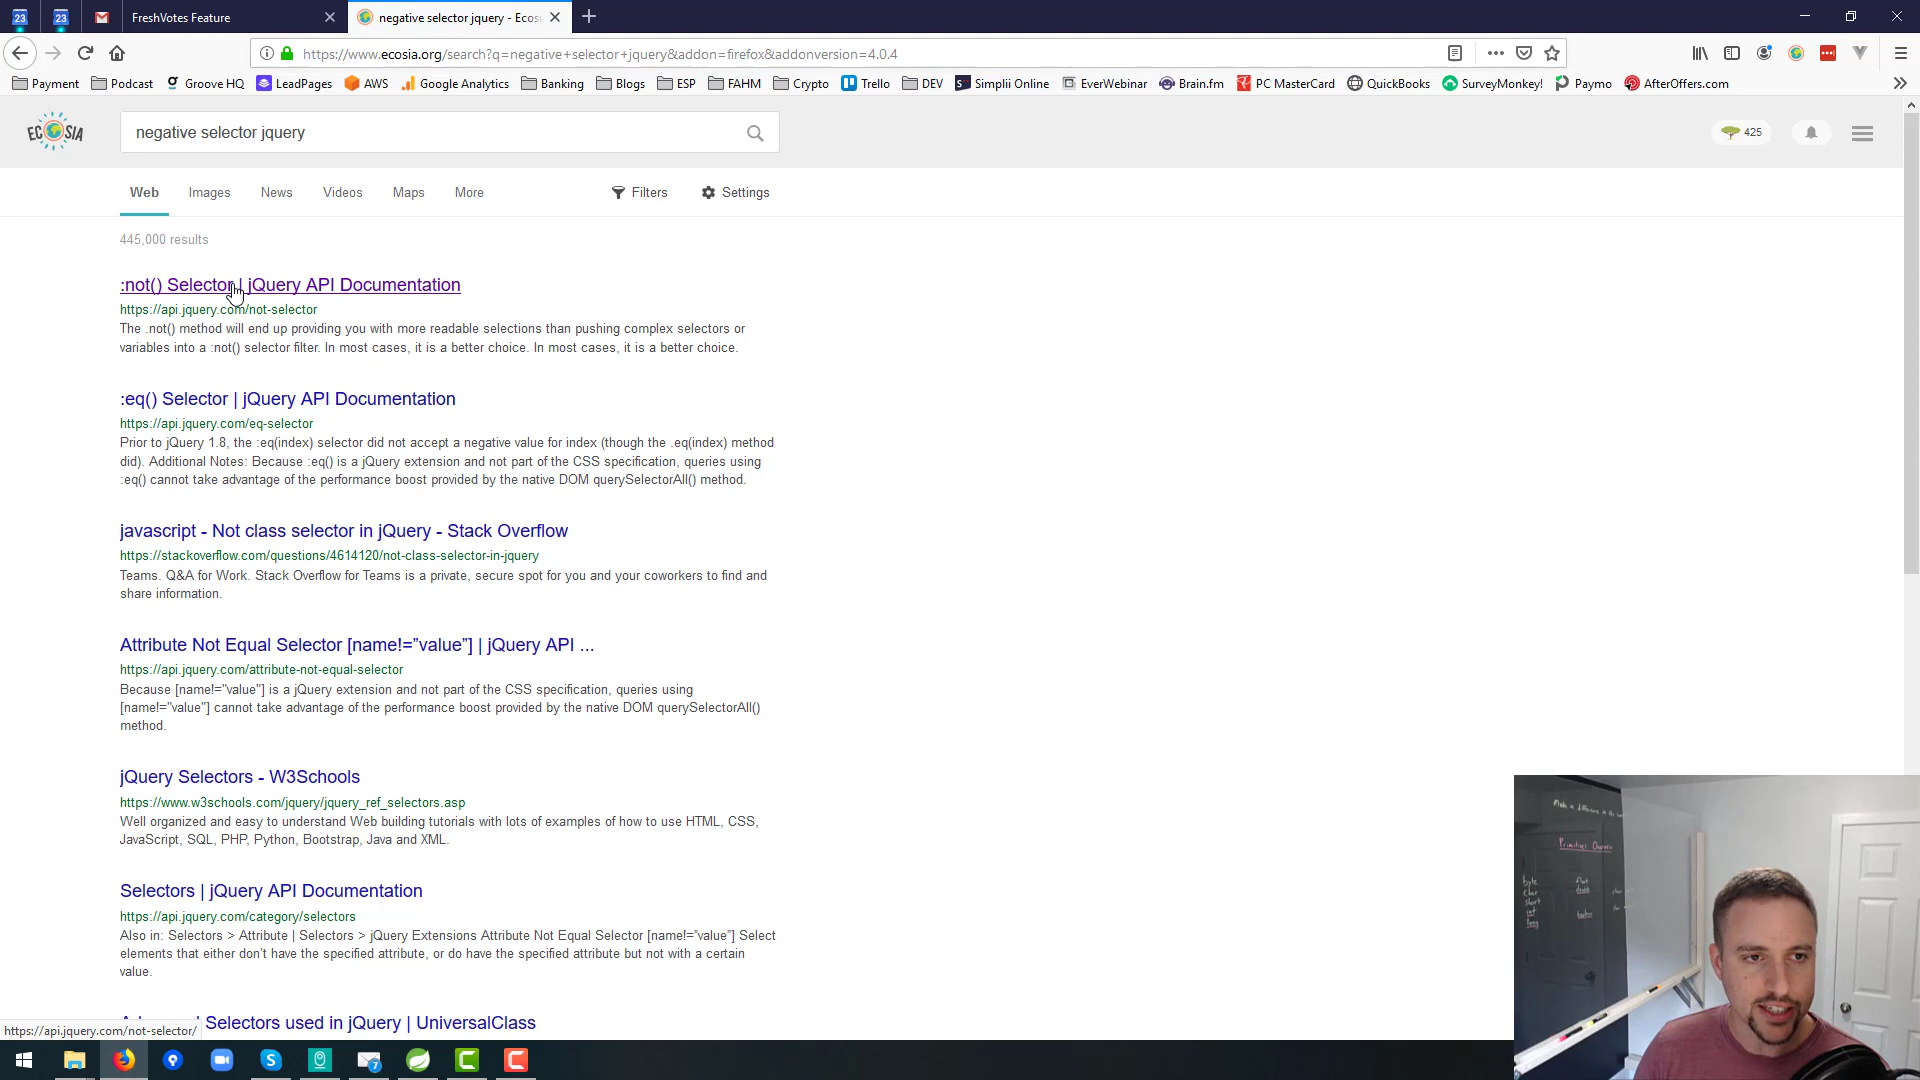 23
23
FreshVotes Feature
negative selector jquery - Ecosi
https://www.ecosia.org/search?q=negative+selector+jquery&addon=firefox&addonversion=4.0.4
Payment
Podcast
Groove HQ
LeadPages
AWS
Google Analytics
Banking
Blogs
ESP
FAHM
Crypto
Trello
DEV
Simplii Online
EverWebinar
Brain.fm
PC MasterCard
QuickBooks
SurveyMonkey!
Paymo
AfterOffers.com
ECOSIA
negative selector jquery
425
Web
Images
News
Videos
Maps
More
Filters
Settings
445,000 results
:not() Selector | jQuery API Documentation
https://api.jquery.com/not-selector
The .not() method will end up providing you with more readable selections than pushing complex selectors or
variables into a :not() selector filter. In most cases, it is a better choice. In most cases, it is a better choice.
:eq() Selector | jQuery API Documentation
https://api.jquery.com/eq-selector
Prior to jQuery 1.8, the :eq(index) selector did not accept a negative value for index (though the .eq(index) method
did). Additional Notes: Because :eq() is a jQuery extension and not part of the CSS specification, queries using
:eq() cannot take advantage of the performance boost provided by the native DOM querySelectorAll() method.
javascript - Not class selector in jQuery - Stack Overflow
https://stackoverflow.com/questions/4614120/not-class-selector-in-jquery
Teams. Q&A for Work. Stack Overflow for Teams is a private, secure spot for you and your coworkers to find and
share information.
Attribute Not Equal Selector [name!=”value”] | jQuery API ...
https://api.jquery.com/attribute-not-equal-selector
Because [name!="value"] is a jQuery extension and not part of the CSS specification, queries using
[name!="value"] cannot take advantage of the performance boost provided by the native DOM querySelectorAll()
method.
jQuery Selectors - W3Schools
https://www.w3schools.com/jquery/jquery_ref_selectors.asp
Well organized and easy to understand Web building tutorials with lots of examples of how to use HTML, CSS,
JavaScript, SQL, PHP, Python, Bootstrap, Java and XML.
Selectors | jQuery API Documentation
https://api.jquery.com/category/selectors
Also in: Selectors > Attribute | Selectors > jQuery Extensions Attribute Not Equal Selector [name!=”value”] Select
elements that either don’t have the specified attribute, or do have the specified attribute but not with a certain
value.
Selectors used in jQuery | UniversalClass
https://api.jquery.com/not-selector/
7
byte
char
short
int